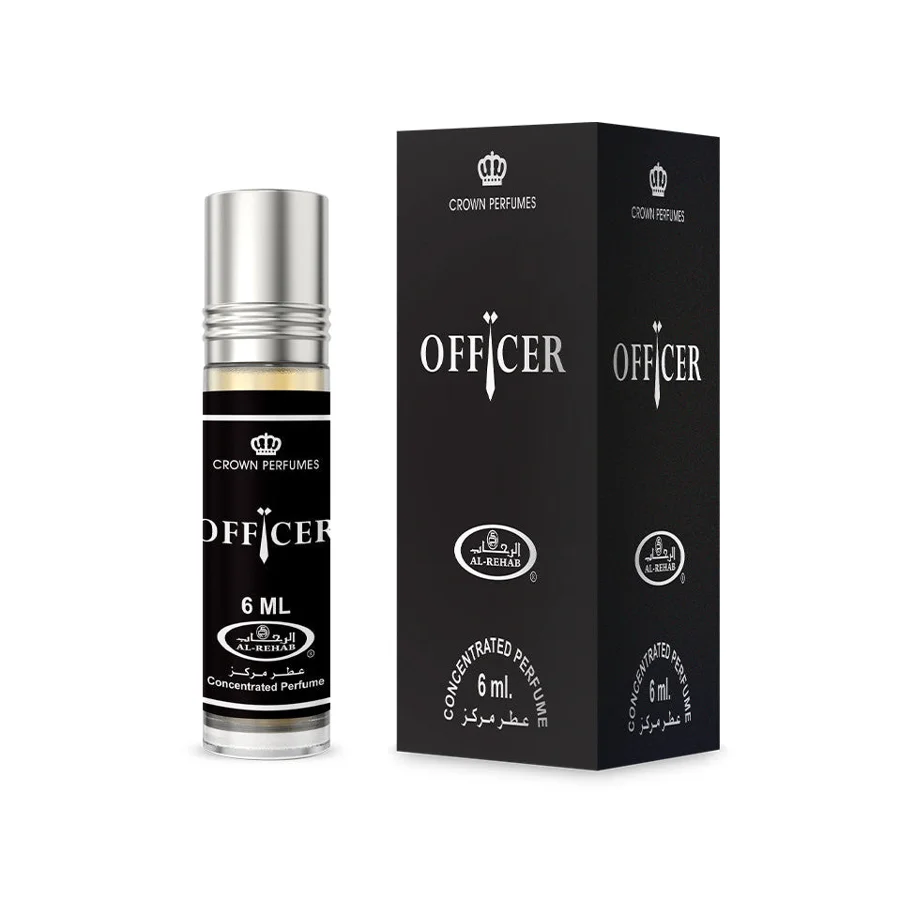 CROWN PERFUMES
OFFICER
6 ML
الرحاب
AL-REHAB
®
عطر مركز
Concentrated Perfume
CROWN PERFUMES
OFFICER
الرحاب
AL-REHAB
®
CONCENTRATED PERFUME
6 ml.
عطر مركز
CROWN PERFUMES
OFFICER
الرحاب
AL-REHAB
®
CONCENTRATED PERFUME
6 ml.
عطر مركز